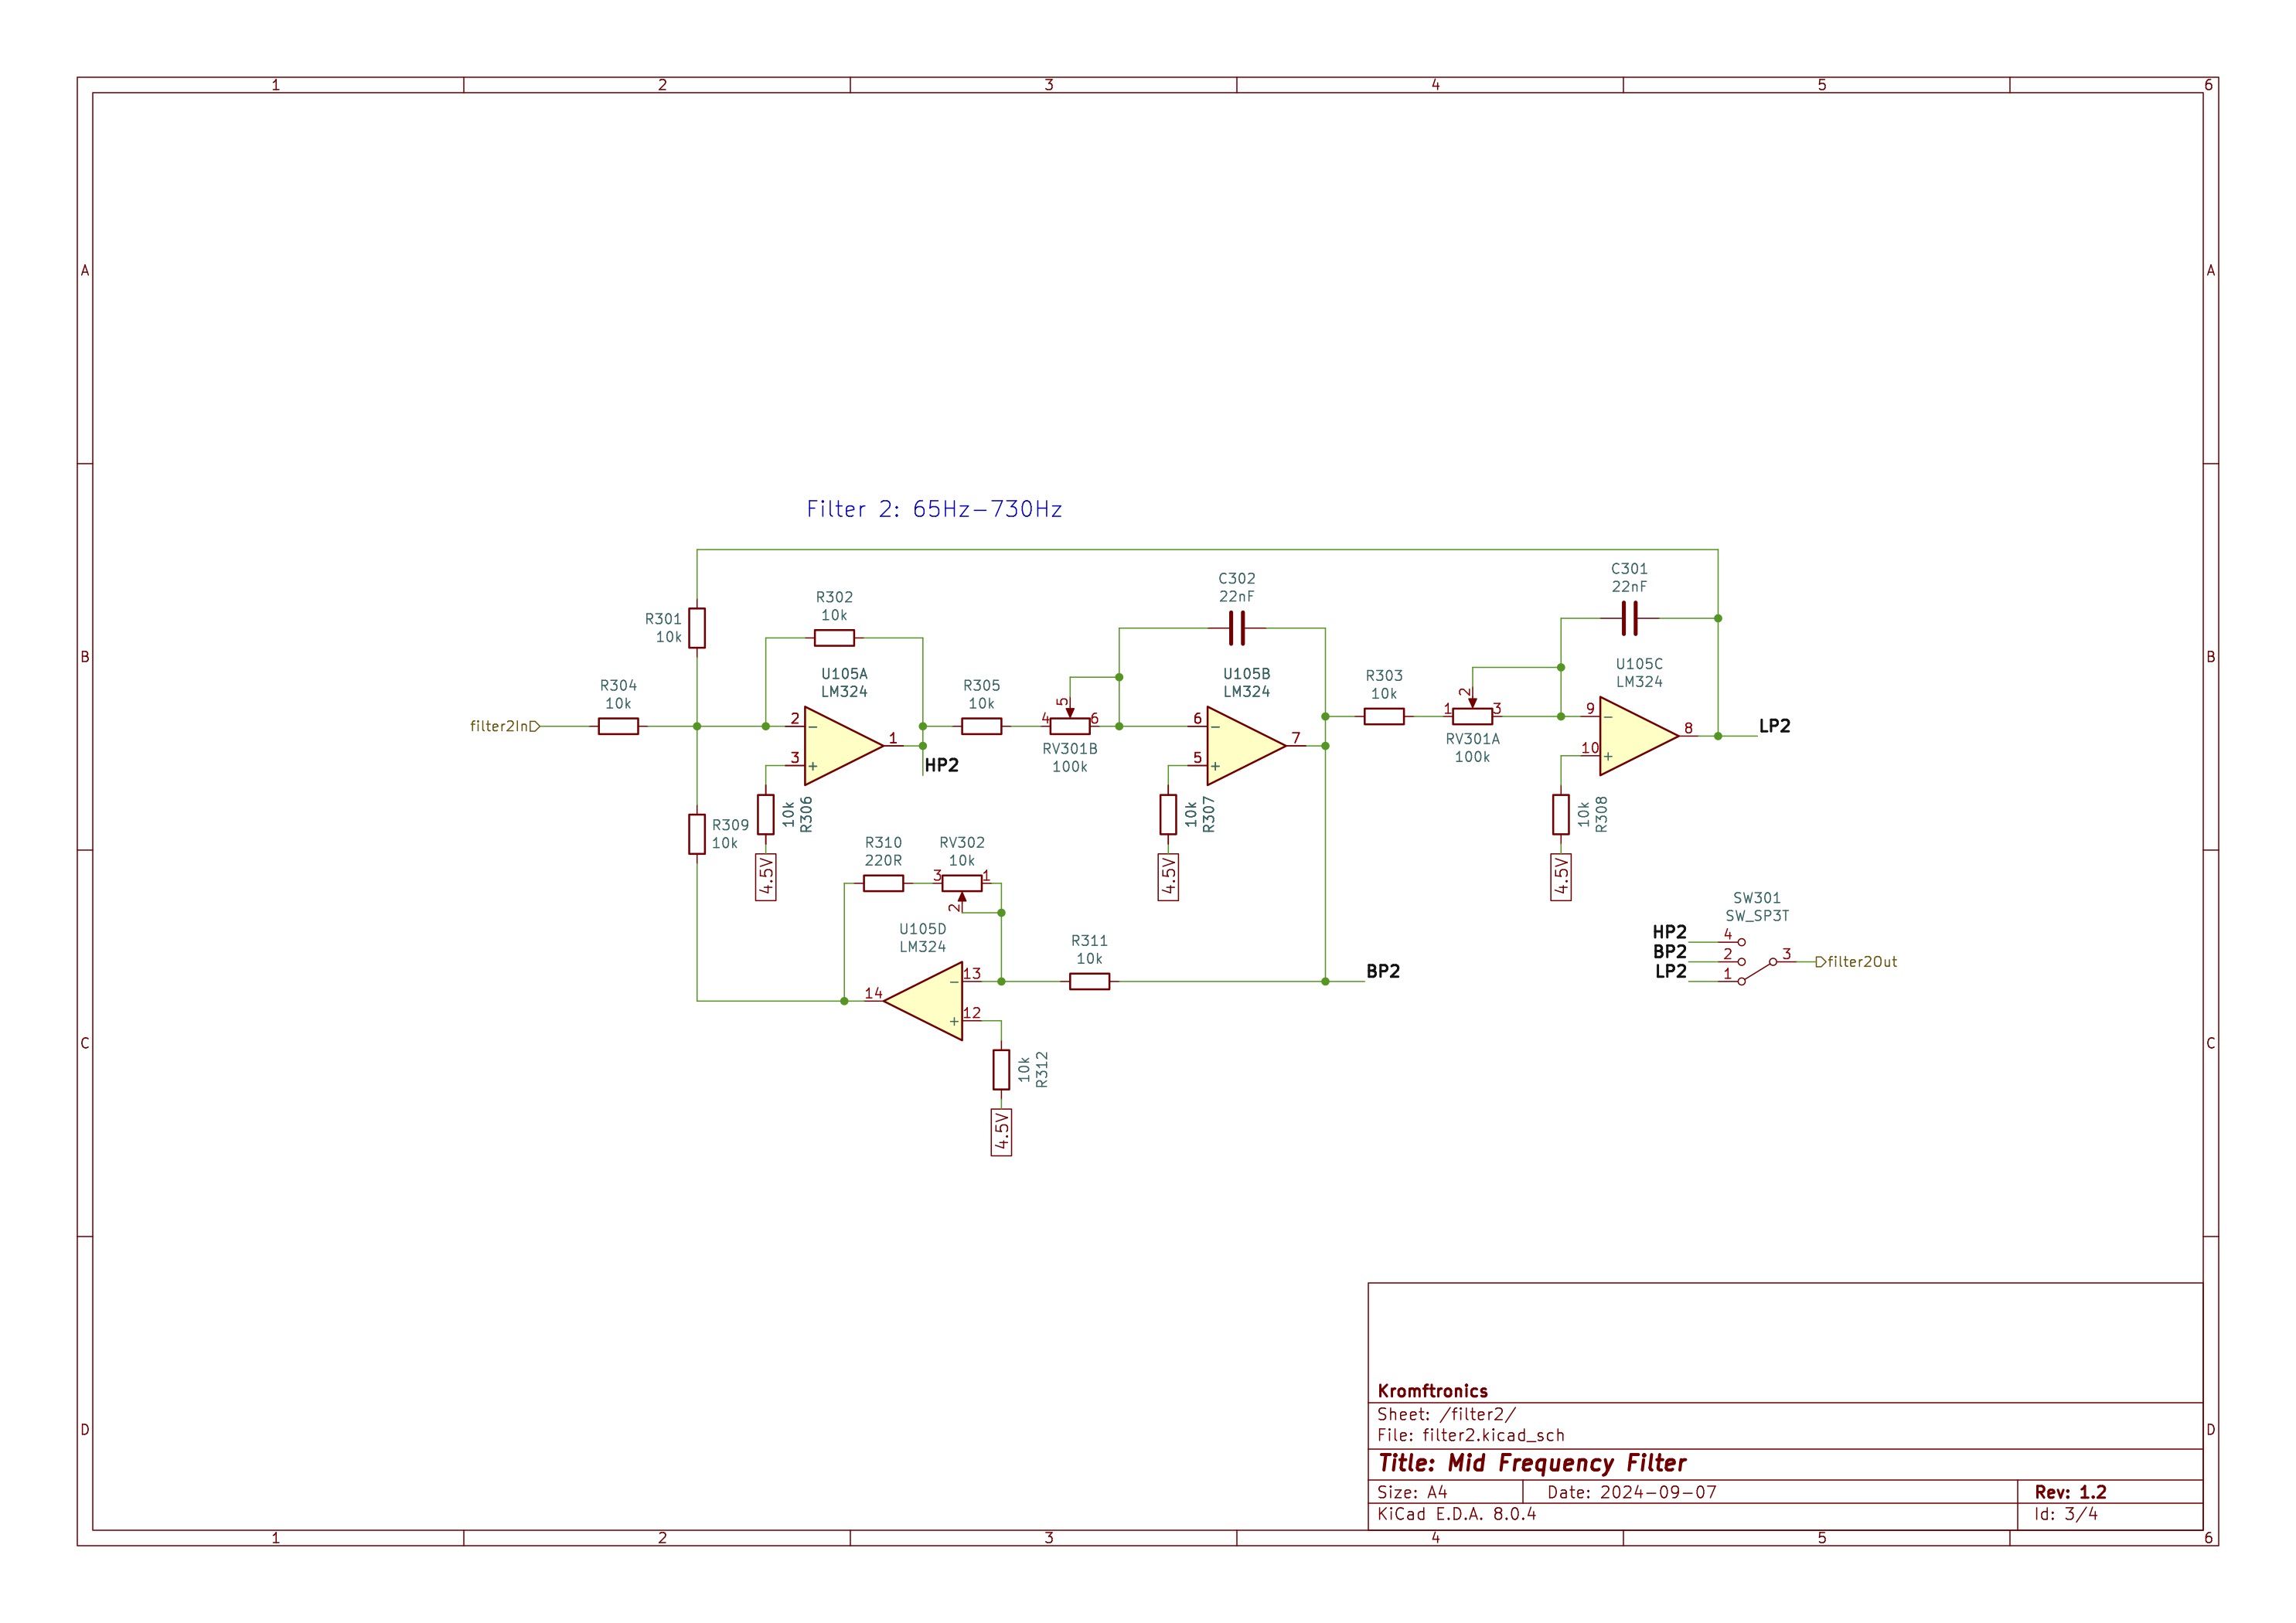 1 2 3 4 5 6
A A
Filter 2: 65Hz-730Hz
C301
22nF
C302
22nF
R302
10k
R301
10k
B B
U105A
LM324
U105B
LM324
U105C
LM324
R304
10k
R305
10k
R303
10k
filter2In
2
-
3
+
1
HP2
4
5
6
RV301B
100k
6
-
5
+
7
1
2
3
RV301A
100k
9
-
10
+
8
LP2
R309
10k
10k
R306
4.5V
10k
R307
4.5V
10k
R308
4.5V
R310
220R
RV302
10k
3
1
2
U105D
LM324
R311
10k
BP2
13
-
14
12
+
10k
R312
4.5V
SW301
SW_SP3T
HP2 4
BP2 2 3 filter2Out
LP2 1
C C
Kromftronics
Sheet: /filter2/
File: filter2.kicad_sch
Title: Mid Frequency Filter
Size: A4 Date: 2024-09-07 Rev: 1.2
KiCad E.D.A. 8.0.4 Id: 3/4
D D
1 2 3 4 5 6